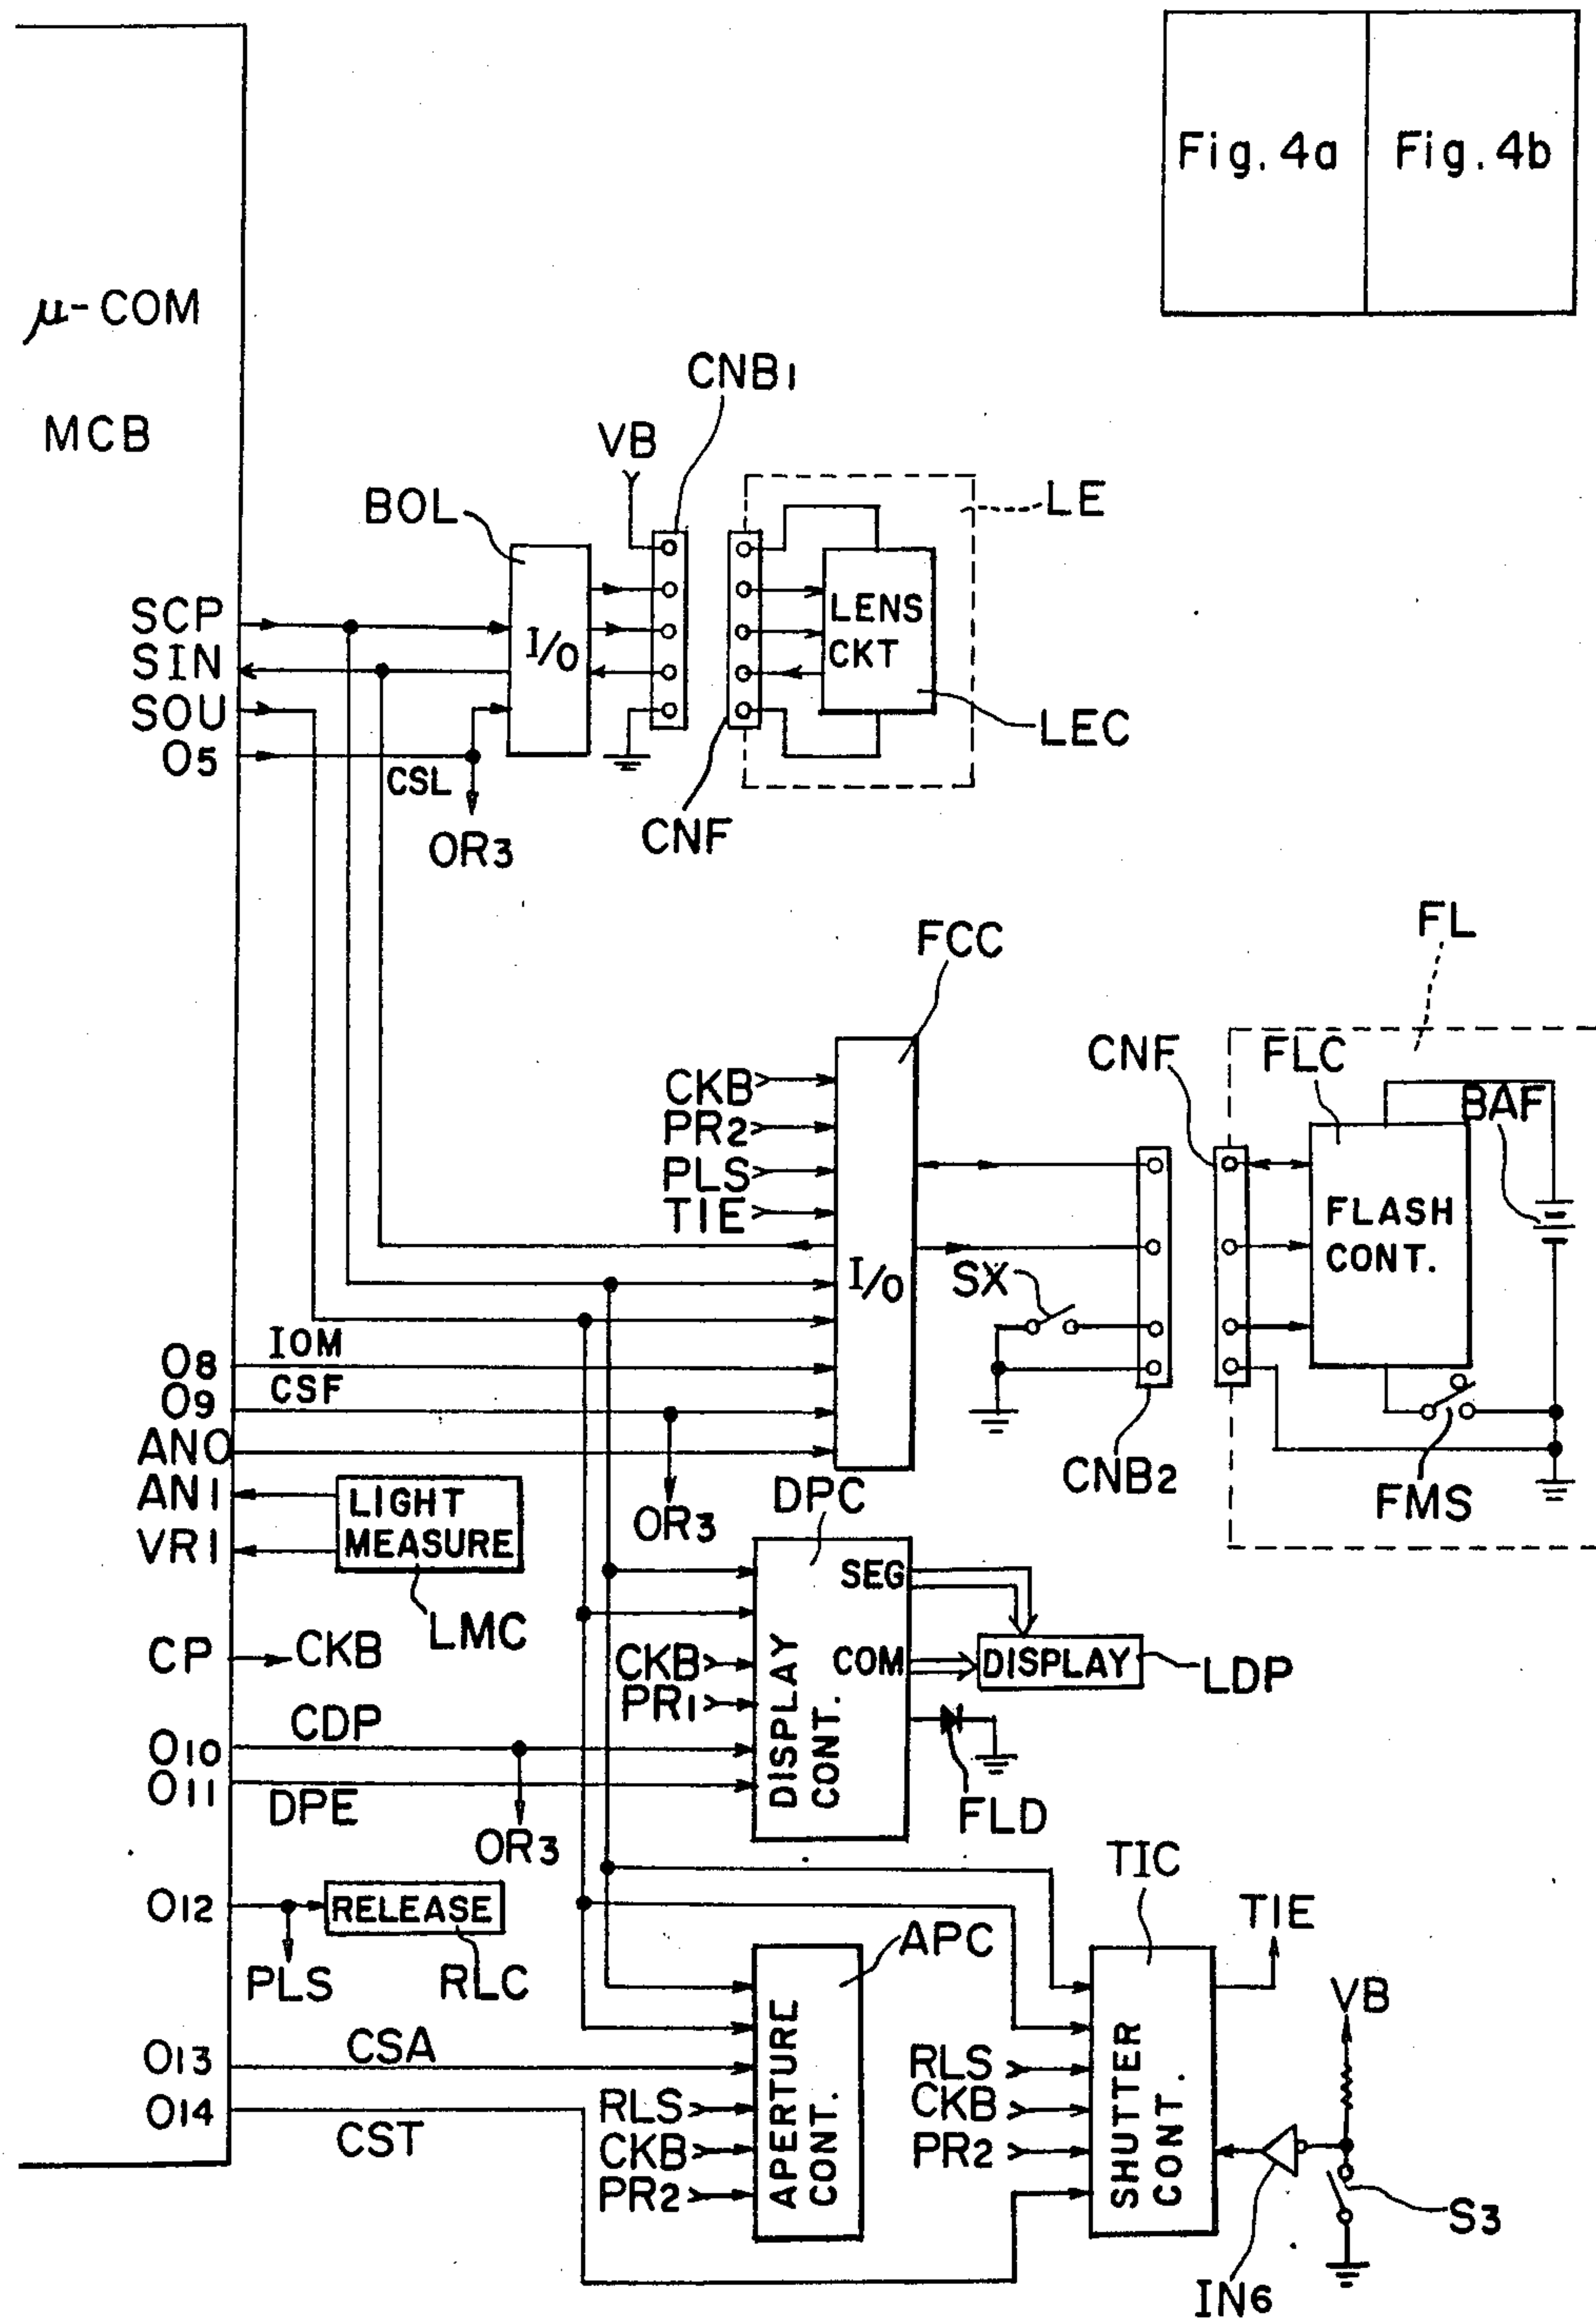 Fig.4a
Fig.4b
μ-COM
MCB
CNB1
VB
BOL
LE
SCP
SIN
SOU
O5
I/O
LENS
CKT
LEC
CSL
OR3
CNF
FCC
FL
CNF
FLC
BAF
CKB
PR2
PLS
TIE
I/O
FLASH
CONT.
SX
O8
IOM
O9
CSF
AN0
AN1
VR1
LIGHT
MEASURE
LMC
OR3
CNB2
FMS
DPC
SEG
COM
DISPLAY
CONT.
CKB
PR1
DISPLAY
LDP
CP
CKB
CDP
O10
O11
DPE
OR3
FLD
TIC
TIE
O12
RELEASE
PLS
RLC
APC
VB
O13
CSA
O14
CST
APERTURE
CONT.
RLS
CKB
PR2
RLS
CKB
PR2
SHUTTER
CONT.
S3
IN6